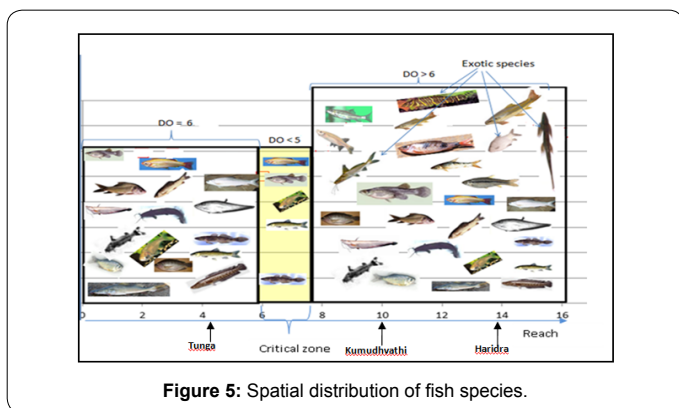 Exotic species
DO > 6
DO = 6
DO < 5
0 2 4 6 8 10 12 14 16
Reach
Tunga
Critical zone
Kumudhvathi
Haridra
Figure 5: Spatial distribution of fish species.